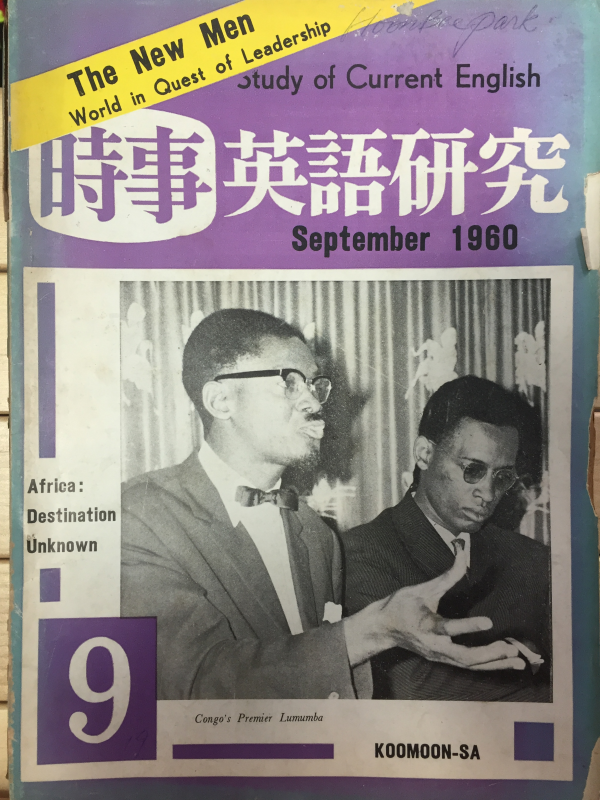 The New Men
World in Quest of Leadership
Study of Current English
時事英語研究
September 1960
Africa:
Destination
Unknown
9
Congo's Premier Lumumba
KOOMOON-SA